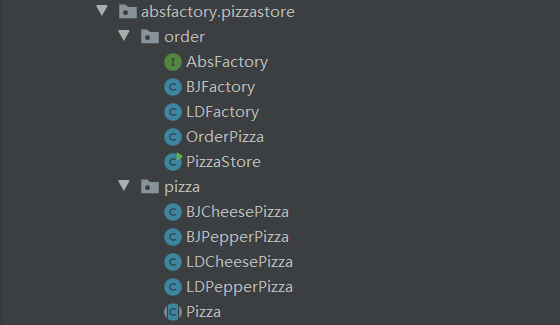 absfactory.pizzastore
order
AbsFactory
BJFactory
LDFactory
OrderPizza
PizzaStore
pizza
BJCheesePizza
BJPepperPizza
LDCheesePizza
LDPepperPizza
Pizza